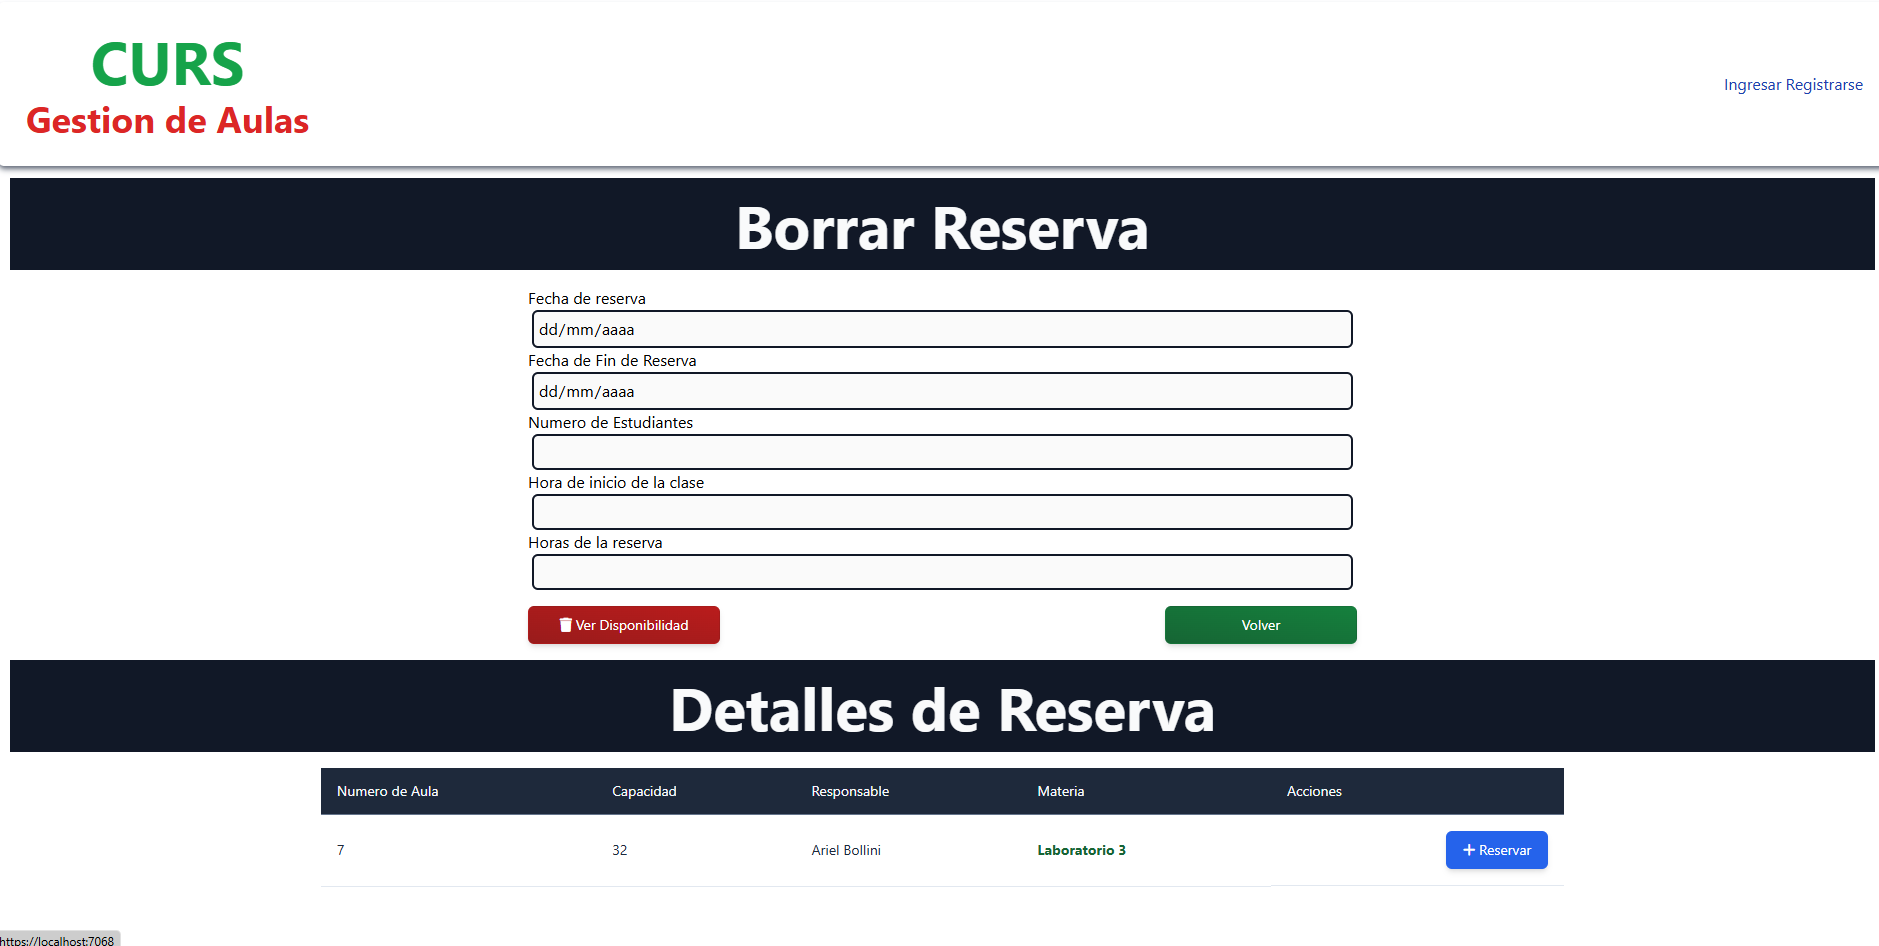 CURS
Gestion de Aulas
Ingresar Registrarse
Borrar Reserva
Fecha de reserva
dd/mm/aaaa
Fecha de Fin de Reserva
dd/mm/aaaa
Numero de Estudiantes
Hora de inicio de la clase
Horas de la reserva
Ver Disponibilidad
Volver
Detalles de Reserva
Numero de Aula Capacidad Responsable Materia Acciones
7 32 Ariel Bollini Laboratorio 3 + Reservar
https://localhost:7068